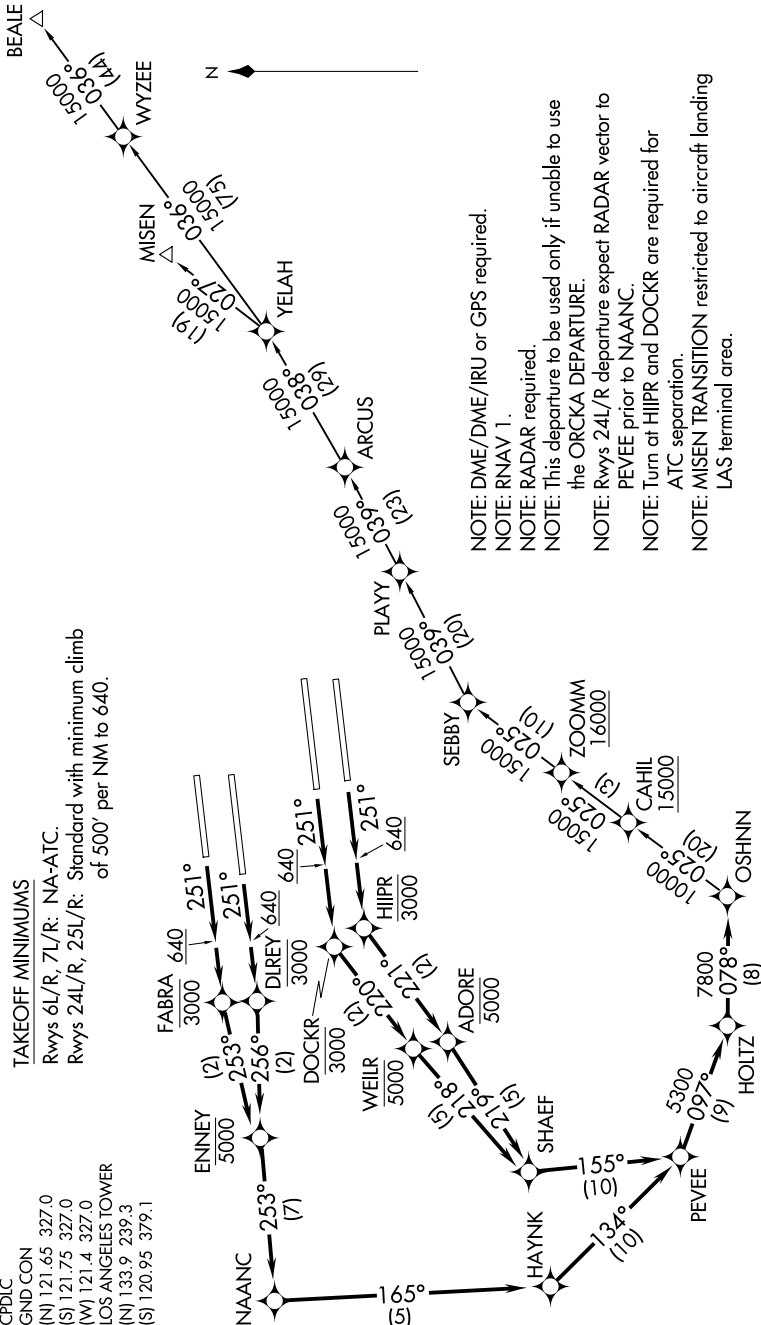 CPDLC
GND CON
(N) 121.65 327.0
(S) 121.75 327.0
(W) 121.4 327.0
LOS ANGELES TOWER
(N) 133.9 239.3
(S) 120.95 379.1
TAKEOFF MINIMUMS
Rwys 6L/R, 7L/R: NA-ATC.
Rwys 24L/R, 25L/R: Standard with minimum climb
of 500' per NM to 640.
BEALE
15000
036°
(44)
WYZEE
N
036°
15000
(75)
MISEN
15000
027°
(19)
YELAH
15000
038°
(29)
ARCUS
15000
039°
(23)
PLAYY
15000
039°
(20)
SEBBY
15000
025°
(10)
ZOOMM
16000
15000
025°
(3)
CAHIL
15000
10000
025°
(20)
OSHNN
7800
078°
(8)
HOLTZ
5300
097°
(9)
PEVEE
251°
640
FABRA
3000
251°
640
DLREY
3000
(2)
253°
256°
(2)
ENNEY
5000
253°
(7)
NAANC
165°
(5)
HAYNK
134°
(10)
251°
640
DOCKR
3000
251°
640
HIIPR
3000
220°
(2)
221°
(2)
WEILR
5000
ADORE
5000
218°
(5)
219°
(5)
SHAEF
155°
(10)
NOTE: DME/DME/IRU or GPS required.
NOTE: RNAV 1.
NOTE: RADAR required.
NOTE: This departure to be used only if unable to use
the ORCKA DEPARTURE.
NOTE: Rwys 24L/R departure expect RADAR vector to
PEVEE prior to NAANC.
NOTE: Turn at HIIPR and DOCKR are required for
ATC separation.
NOTE: MISEN TRANSITION restricted to aircraft landing
LAS terminal area.